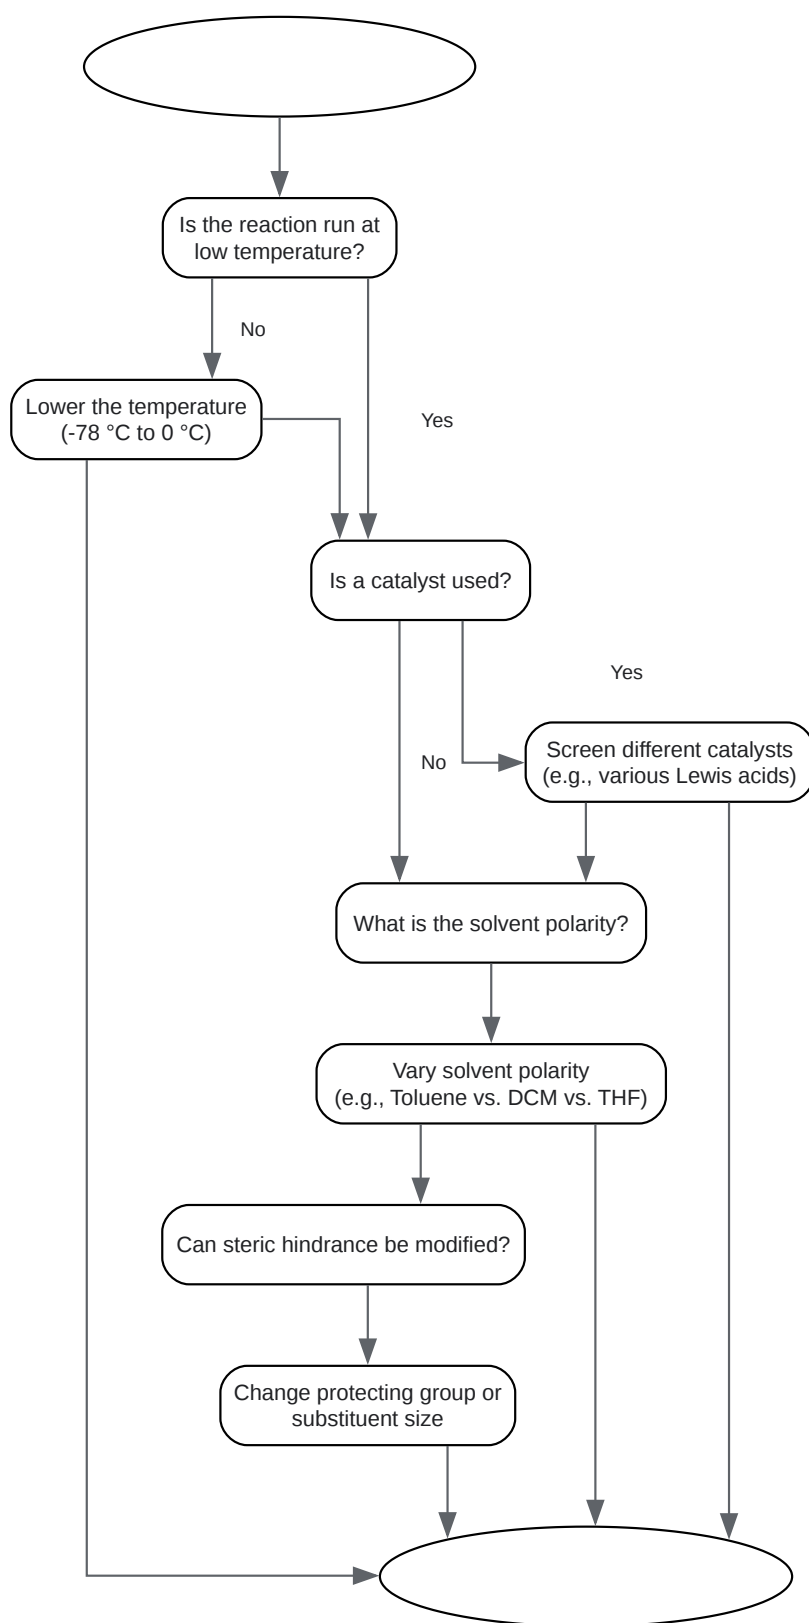 Is the reaction run at
low temperature?
No
Lower the temperature
(-78 °C to 0 °C)
Yes
Is a catalyst used?
Yes
Screen different catalysts
(e.g., various Lewis acids)
No
What is the solvent polarity?
Vary solvent polarity
(e.g., Toluene vs. DCM vs. THF)
Can steric hindrance be modified?
Change protecting group or
substituent size